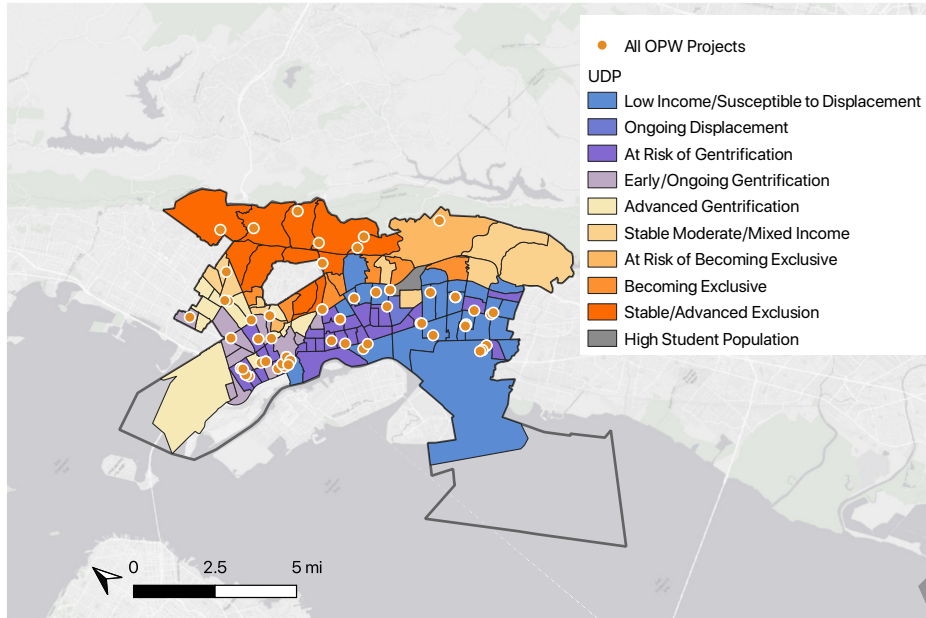 All OPW Projects
UDP
Low Income/Susceptible to Displacement
Ongoing Displacement
At Risk of Gentrification
Early/Ongoing Gentrification
Advanced Gentrification
Stable Moderate/Mixed Income
At Risk of Becoming Exclusive
Becoming Exclusive
Stable/Advanced Exclusion
High Student Population
0 2.5 5 mi